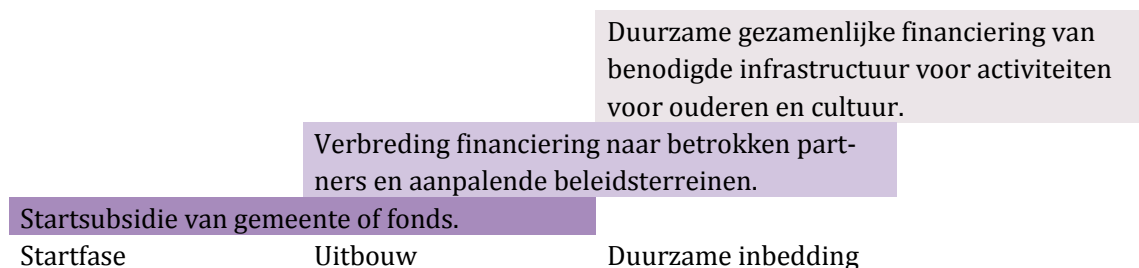 Duurzame gezamenlijke financiering van
benodigde infrastructuur voor activiteiten
voor ouderen en cultuur.
Verbreding financiering naar betrokken part-
ners en aanpalende beleidsterreinen.
Startsubsidie van gemeente of fonds.
Startfase Uitbouw Duurzame inbedding